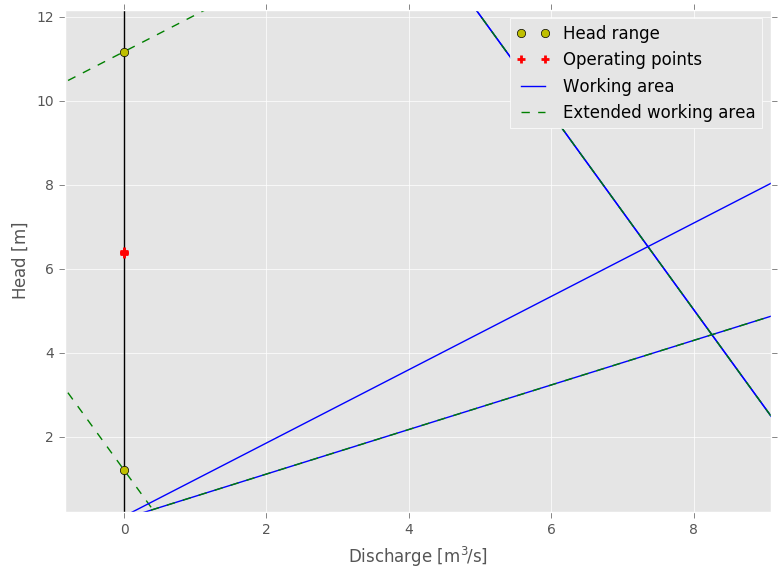 12
10
8
6
4
2
Head [m]
Head range
Operating points
Working area
Extended working area
0
2
4
6
8
Discharge [m³/s]